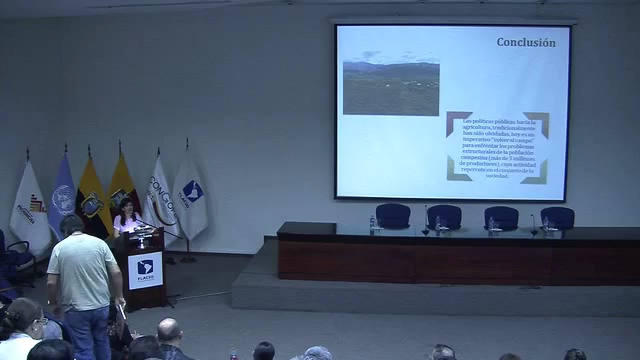 Conclusión
Las políticas públicas hacia la
agricultura, tradicionalmente
han sido olvidadas, hoy es un
imperativo "volver al campo"
para enfrentar los problemas
estructurales de la población
campesina (más de 3 millones
de productores), cuya actividad
repercute en el conjunto de la
sociedad.
CONGOPE
FLACSO